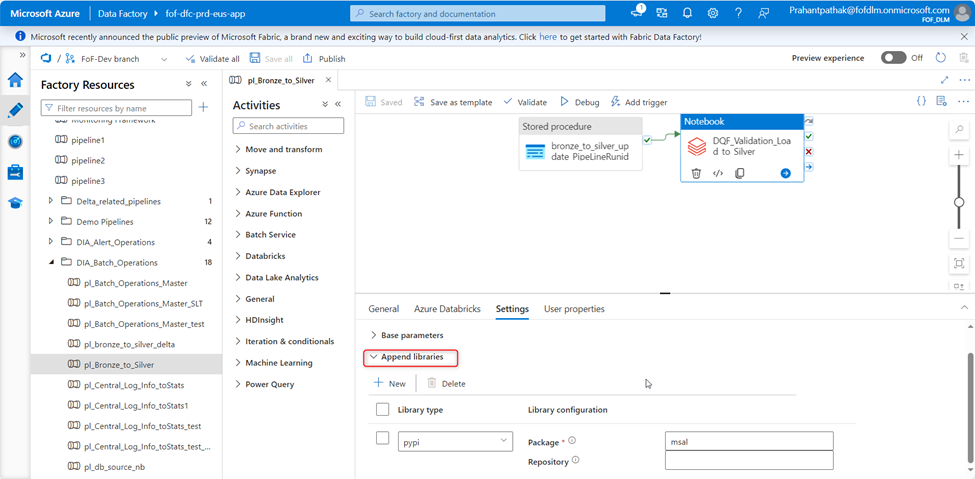 Microsoft Azure
Data Factory
fof-dfc-prd-eus-app
Search factory and documentation
1
Prahantpathak@fofdlm.onmicrosoft.com
FOF_DLM
Microsoft recently announced the public preview of Microsoft Fabric, a brand new and exciting way to build cloud-first data analytics. Click here to get started with Fabric Data Factory!
FoF-Dev branch
Validate all
Save all
Publish
Preview experience
Off
Factory Resources
Filter resources by name
Monitoring Framework
pipeline1
pipeline2
pipeline3
Delta_related_pipelines 1
Demo Pipelines 12
DIA_Alert_Operations 4
DIA_Batch_Operations 18
pl_Batch_Operations_Master
pl_Batch_Operations_Master_SLT
pl_Batch_Operations_Master_test
pl_bronze_to_silver_delta
pl_Bronze_to_Silver
pl_Central_Log_Info_toStats
pl_Central_Log_Info_toStats1
pl_Central_Log_Info_toStats_test
pl_Central_Log_Info_toStats_test_...
pl_db_source_nb
pl_Bronze_to_Silver
Activities
Search activities
Move and transform
Synapse
Azure Data Explorer
Azure Function
Batch Service
Databricks
Data Lake Analytics
General
HDInsight
Iteration & conditionals
Machine Learning
Power Query
Saved
Save as template
Validate
Debug
Add trigger
Stored procedure
bronze_to_silver_up
date_PipeLineRunid
Notebook
DQF_Validation_Loa
d_to_Silver
General
Azure Databricks
Settings
User properties
Base parameters
Append libraries
New
Delete
Library type
Library configuration
pypi
Package *
msal
Repository